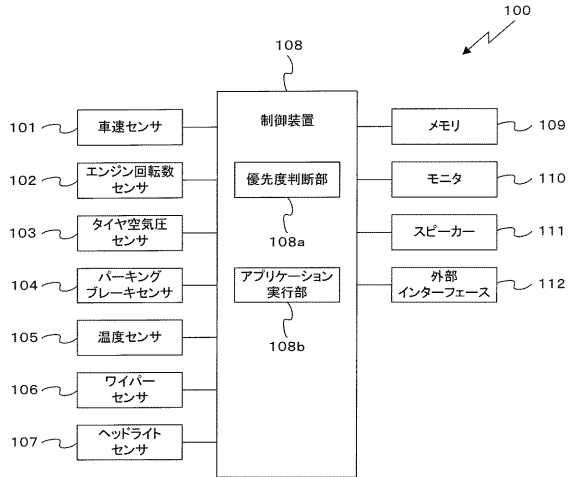 100
108
制御装置
101
車速センサ
102
エンジン回転数
センサ
103
タイヤ空気圧
センサ
104
パーキング
ブレーキセンサ
105
温度センサ
106
ワイパー
センサ
107
ヘッドライト
センサ
優先度判断部
108a
アプリケーション
実行部
108b
メモリ
109
モニタ
110
スピーカー
111
外部
インターフェース
112